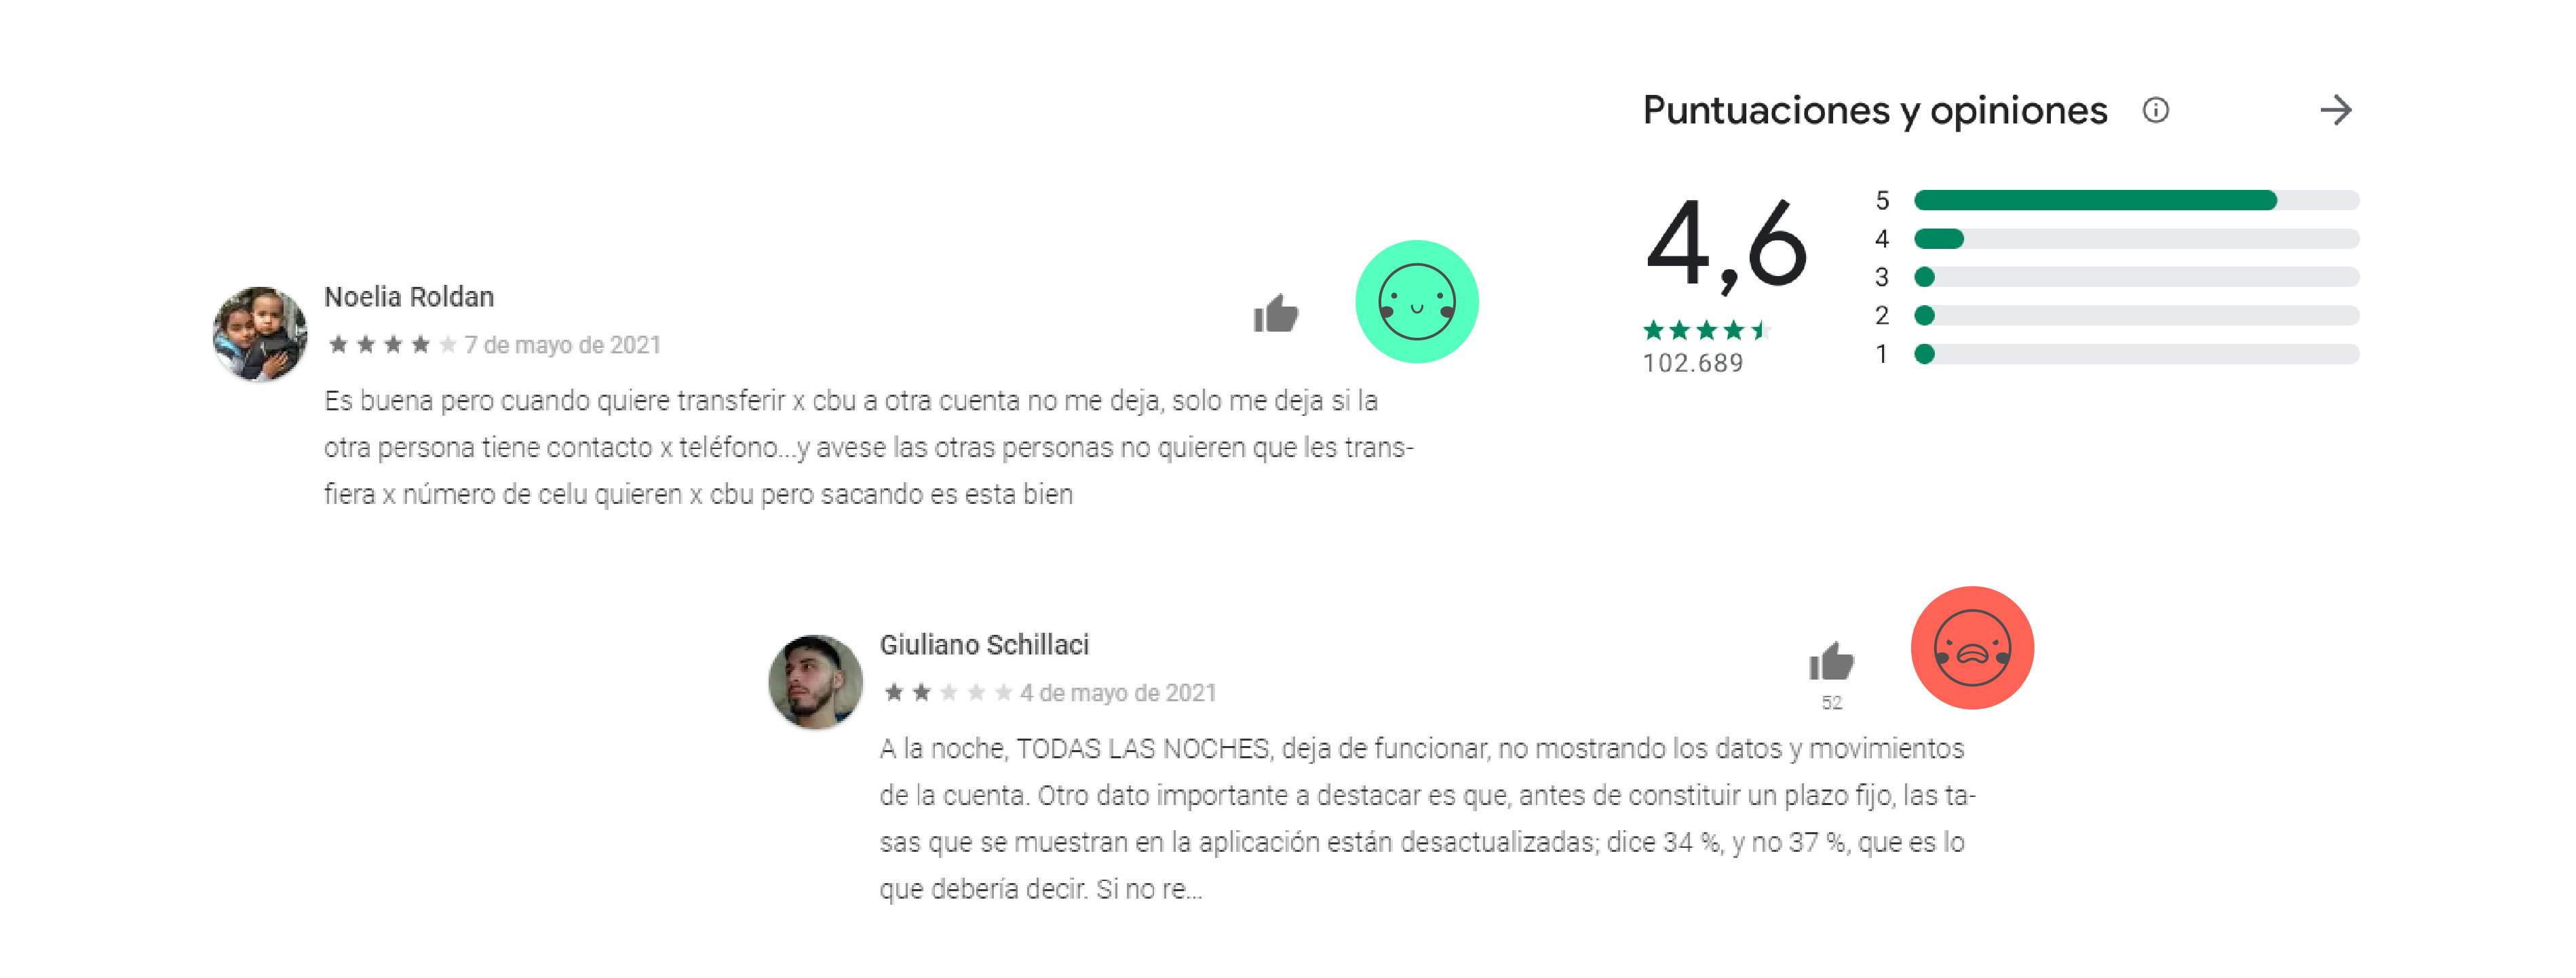 Puntuaciones y opiniones
4,6
102.689
5
4
3
2
1
Noelia Roldan
7 de mayo de 2021
Es buena pero cuando quiere transferir x cbu a otra cuenta no me deja, solo me deja si la
otra persona tiene contacto x teléfono...y avese las otras personas no quieren que les trans-
fiera x número de celu quieren x cbu pero sacando es esta bien
Giuliano Schillaci
4 de mayo de 2021
52
A la noche, TODAS LAS NOCHES, deja de funcionar, no mostrando los datos y movimientos
de la cuenta. Otro dato importante a destacar es que, antes de constituir un plazo fijo, las ta-
sas que se muestran en la aplicación están desactualizadas; dice 34 %, y no 37 %, que es lo
que debería decir. Si no re...